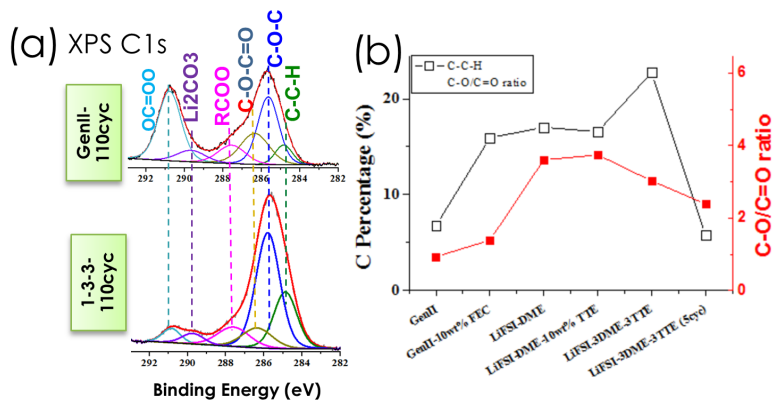 (a) XPS C1s
GenII-
110cyc
OC=OO
Li2CO3
RCOO
C-O-C=O
C-O-C
C-C-H
292 290 288 286 284 282
1-3-3-
110cyc
292 290 288 286 284 282
Binding Energy (eV)
(b)
C-C-H
C-O/C=O ratio
C Percentage (%)
20
10
0
C-O/C=O ratio
6
4
2
0
GenII
GenII-10wt% FEC
LiFSI-DME
LiFSI-DME-10wt% TTE
LiFSI-3DME-3TTE
LiFSI-3DME-3TTE (5cyc)